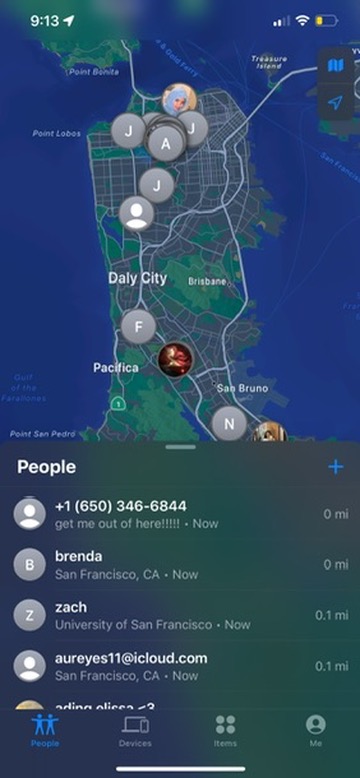 9:13
& Gold Ferry
Treasure
Island
Point Bonita
Point Lobos
J
J
A
J
Daly City
Brisbane
F
Pacifica
San Bruno
Gulf
of the
Farallones
1
N
Point San Pedro
People
+
+1 (650) 346-6844
get me out of here!!!!! • Now
0 mi
B
brenda
San Francisco, CA • Now
0 mi
Z
zach
University of San Francisco • Now
0.1 mi
aureyes11@icloud.com
San Francisco, CA • Now
0.1 mi
ading elissa <3
People
Devices
Items
Me